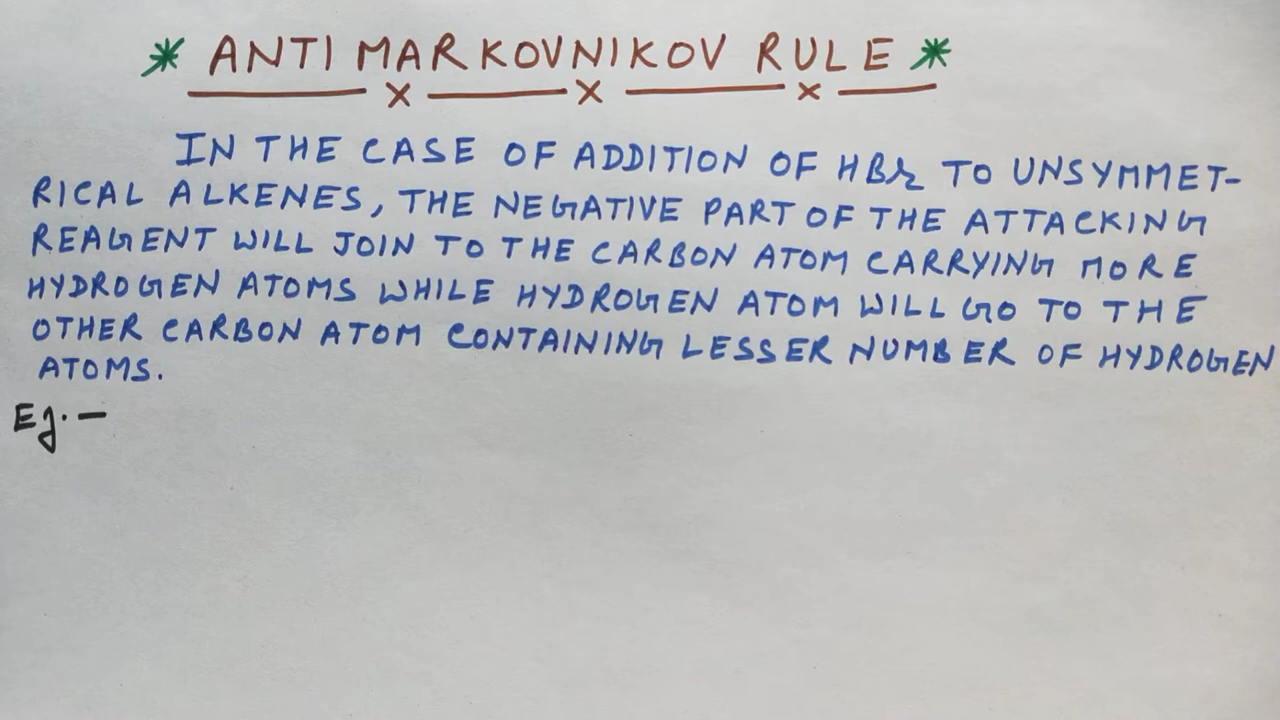 * ANTI MARKOVNIKOV RULE *
IN THE CASE OF ADDITION OF HBr TO UNSYMMET-
RICAL ALKENES, THE NEGATIVE PART OF THE ATTACKING
REAGENT WILL JOIN TO THE CARBON ATOM CARRYING MORE
HYDROGEN ATOMS WHILE HYDROGEN ATOM WILL GO TO THE
OTHER CARBON ATOM CONTAINING LESSER NUMBER OF HYDROGEN
ATOMS.
Eg. -